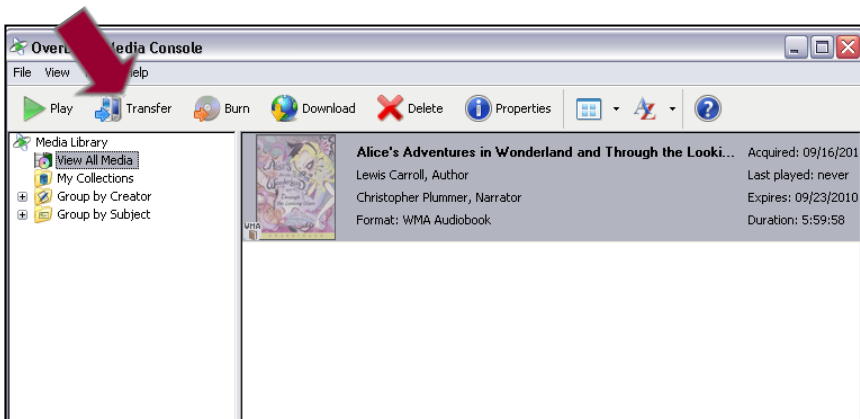 Over Media Console
File View Help
Play Transfer Burn Download Delete Properties
Media Library
View All Media
My Collections
Group by Creator
Group by Subject
Alice's Adventures in Wonderland and Through the Looki...
Lewis Carroll, Author
Christopher Plummer, Narrator
Format: WMA Audiobook
Acquired: 09/16/201
Last played: never
Expires: 09/23/2010
Duration: 5:59:58
WMA